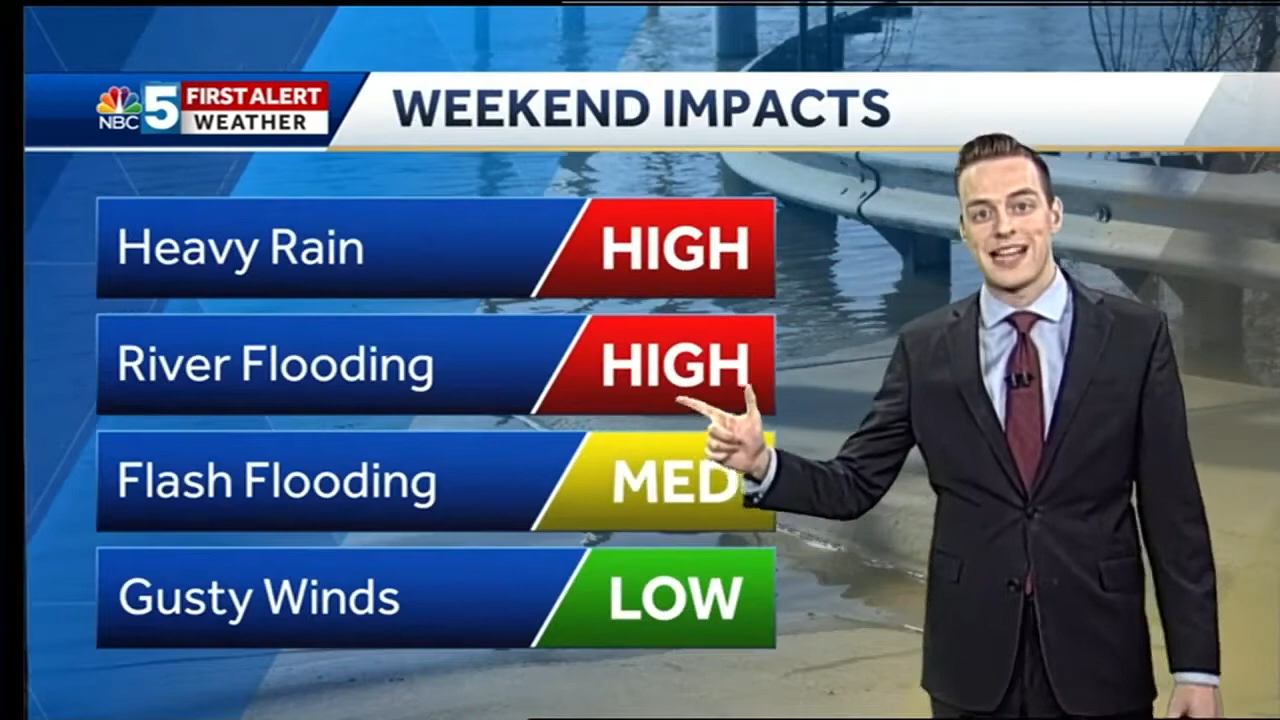 NBC 5 FIRST ALERT
WEATHER
WEEKEND IMPACTS
Heavy Rain HIGH
River Flooding HIGH
Flash Flooding MED
Gusty Winds LOW